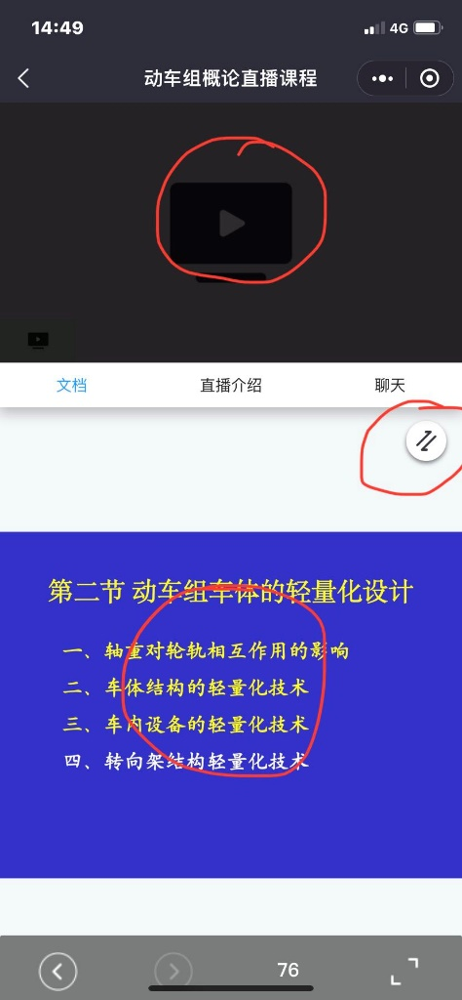 14:49
4G
动车组概论直播课程
文档
直播介绍
聊天
第二节 动车组车体的轻量化设计
一、轴重对轮轨相互作用的影响
二、车体结构的轻量化技术
三、车内设备的轻量化技术
四、转向架结构轻量化技术
76